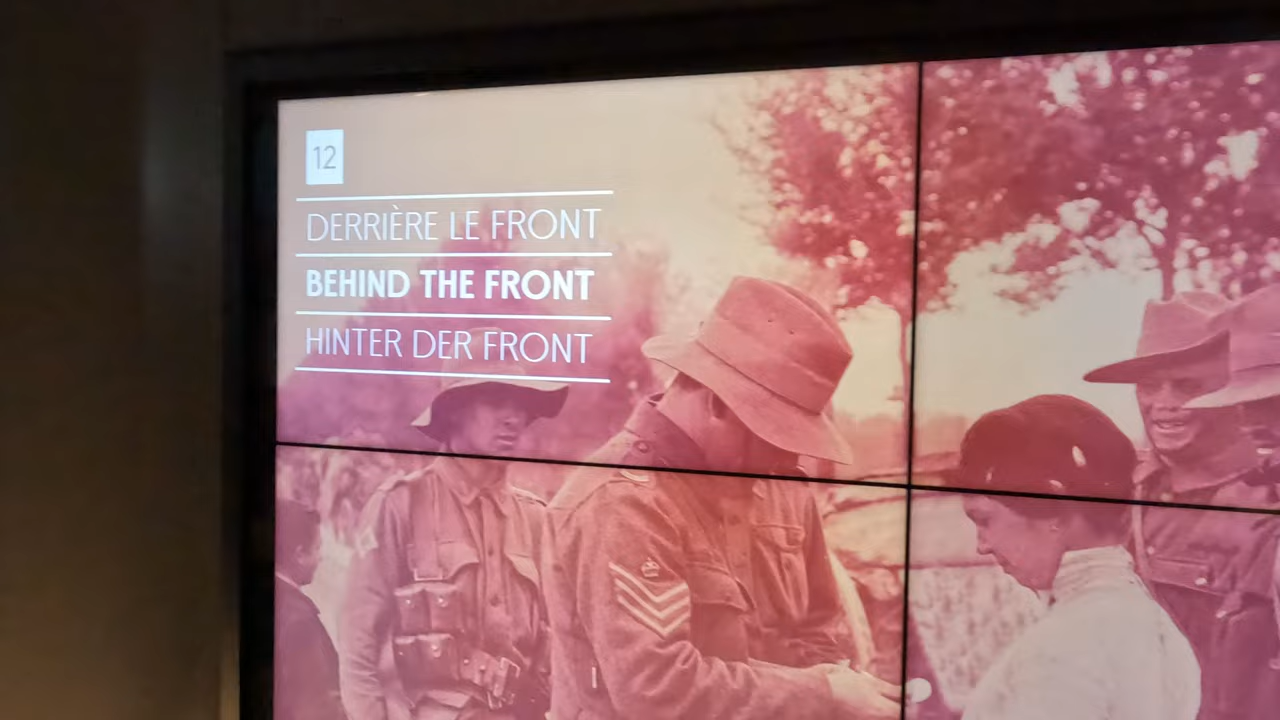 12
DERRIÈRE LE FRONT
BEHIND THE FRONT
HINTER DER FRONT